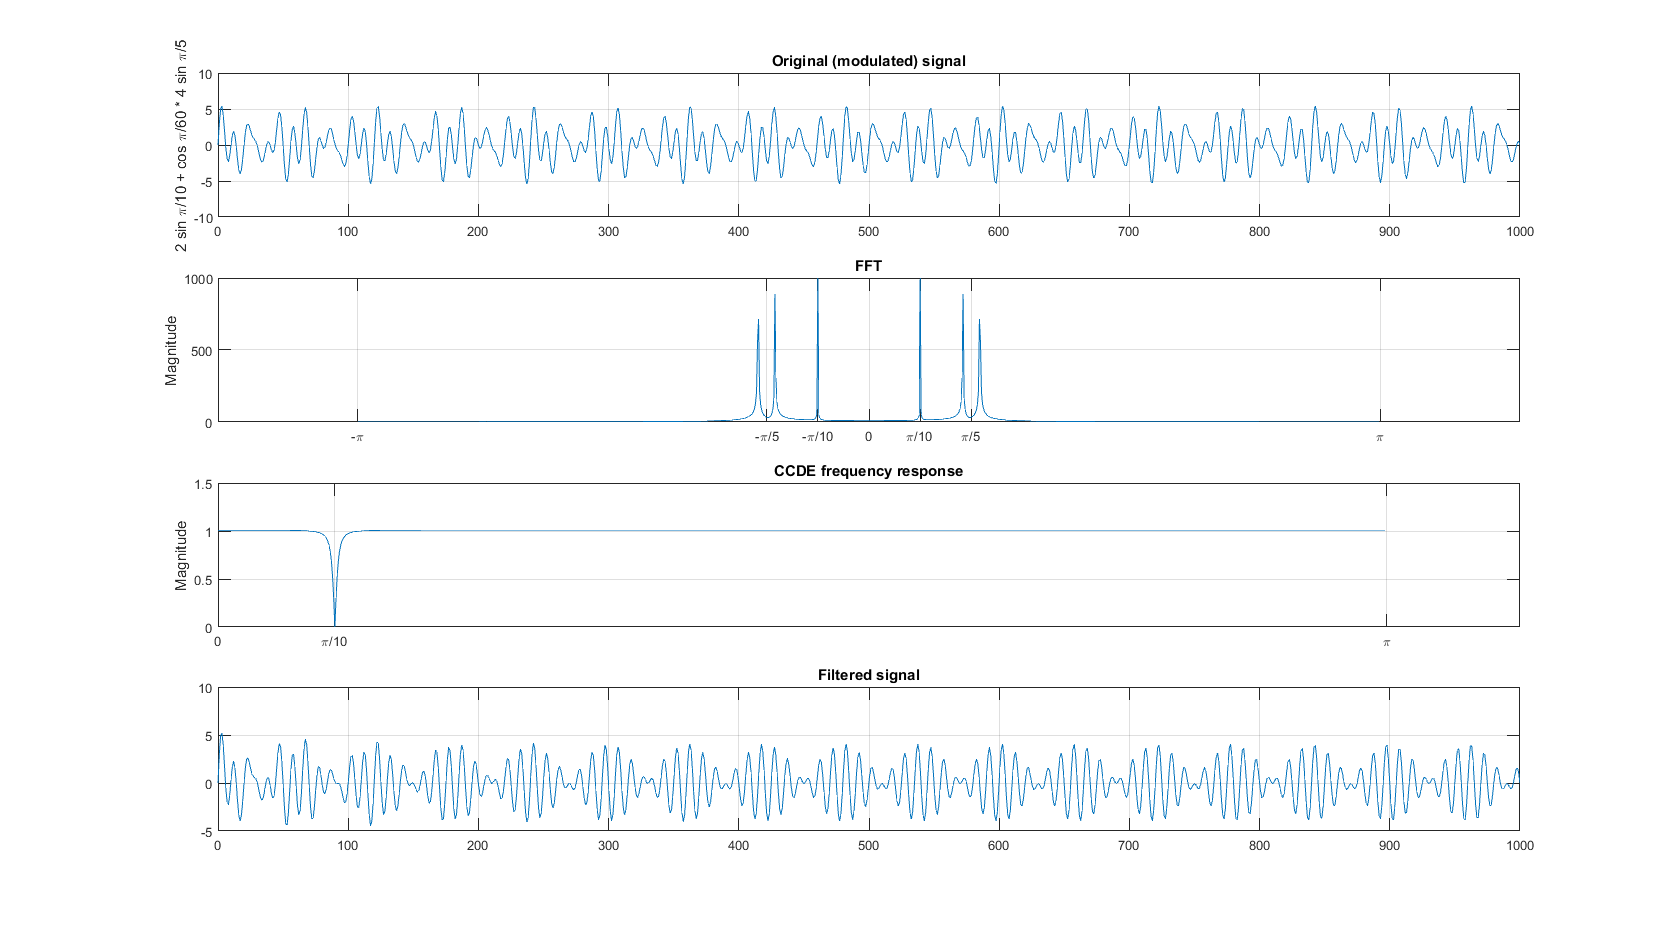 Original (modulated) signal
2 sin π/10 + cos π/60 * 4 sin π/5
10
5
0
-5
-10
0 100 200 300 400 500 600 700 800 900 1000
FFT
Magnitude
1000
500
0
-π -π/5 -π/10 0 π/10 π/5 π
CCDE frequency response
Magnitude
1.5
1
0.5
0
0 π/10 π
Filtered signal
10
5
0
-5
0 100 200 300 400 500 600 700 800 900 1000